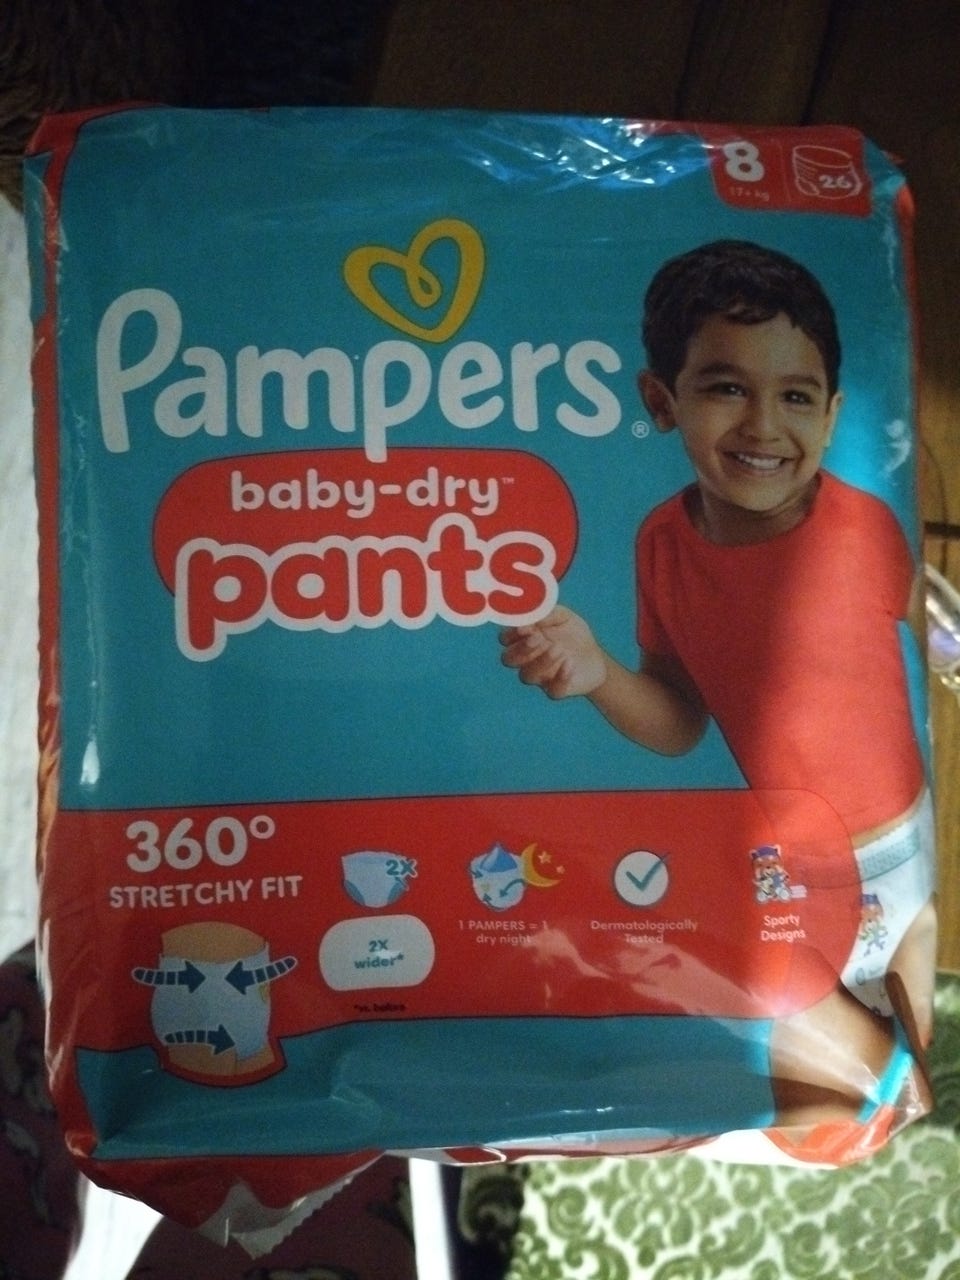 8
17+ kg
26
Pampers®
baby-dry™
pants
360°
STRETCHY FIT
2X
2X
wider*
*vs. before
1 PAMPERS = 1
dry night
Dermatologically
Tested
Sporty
Designs